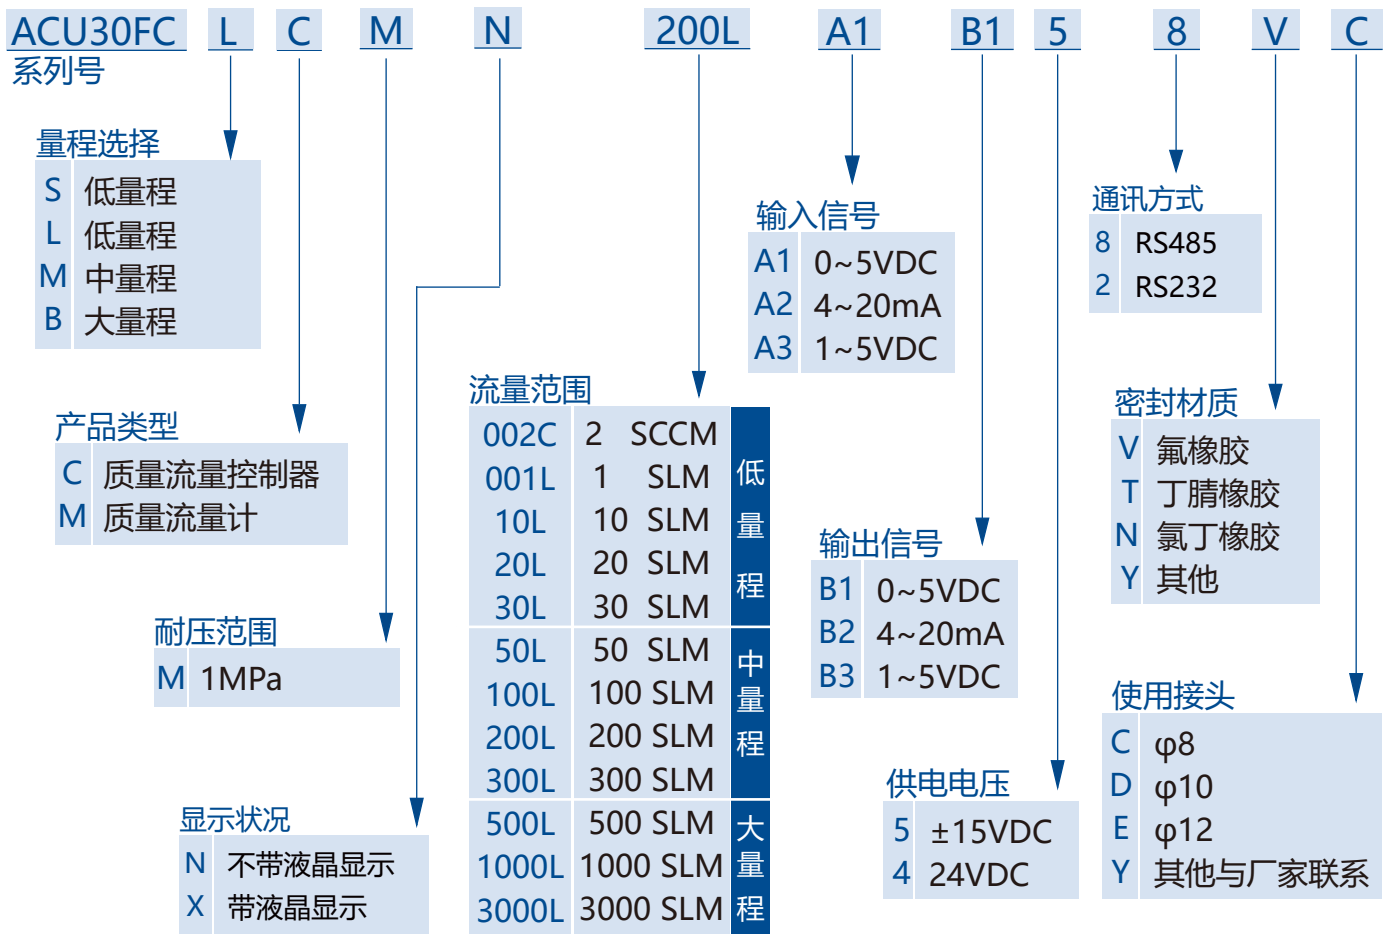 ACU30FC L C M N 200L A1 B1 5 8 V C
系列号
量程选择
S 低量程
L 低量程
M 中量程
B 大量程
产品类型
C 质量流量控制器
M 质量流量计
耐压范围
M 1MPa
显示状况
N 不带液晶显示
X 带液晶显示
流量范围
002C 2 SCCM
001L 1 SLM
10L 10 SLM
20L 20 SLM
30L 30 SLM
低量程
50L 50 SLM
100L 100 SLM
200L 200 SLM
300L 300 SLM
中量程
500L 500 SLM
1000L 1000 SLM
3000L 3000 SLM
大量程
输入信号
A1 0~5VDC
A2 4~20mA
A3 1~5VDC
输出信号
B1 0~5VDC
B2 4~20mA
B3 1~5VDC
供电电压
5 ±15VDC
4 24VDC
通讯方式
8 RS485
2 RS232
密封材质
V 氟橡胶
T 丁腈橡胶
N 氯丁橡胶
Y 其他
使用接头
C φ8
D φ10
E φ12
Y 其他与厂家联系